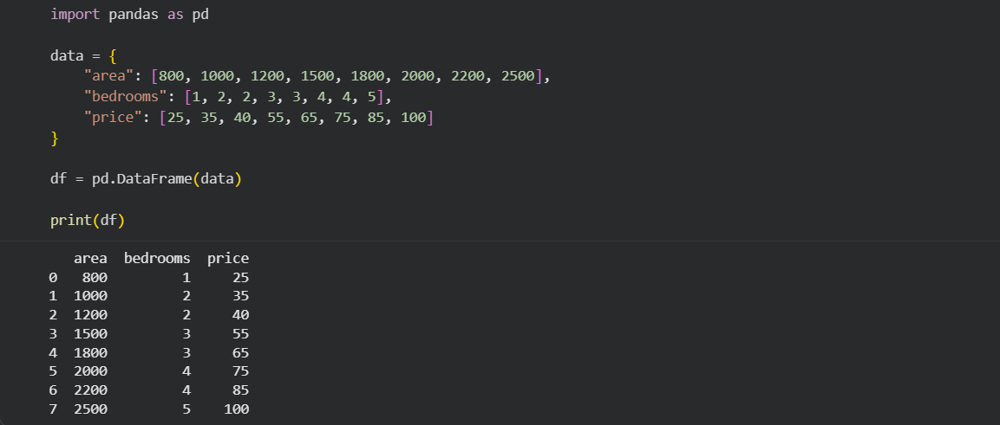 import pandas as pd
data = {
    "area": [800, 1000, 1200, 1500, 1800, 2000, 2200, 2500],
    "bedrooms": [1, 2, 2, 3, 3, 4, 4, 5],
    "price": [25, 35, 40, 55, 65, 75, 85, 100]
}
df = pd.DataFrame(data)
print(df)
   area  bedrooms  price
0   800         1     25
1  1000         2     35
2  1200         2     40
3  1500         3     55
4  1800         3     65
5  2000         4     75
6  2200         4     85
7  2500         5    100